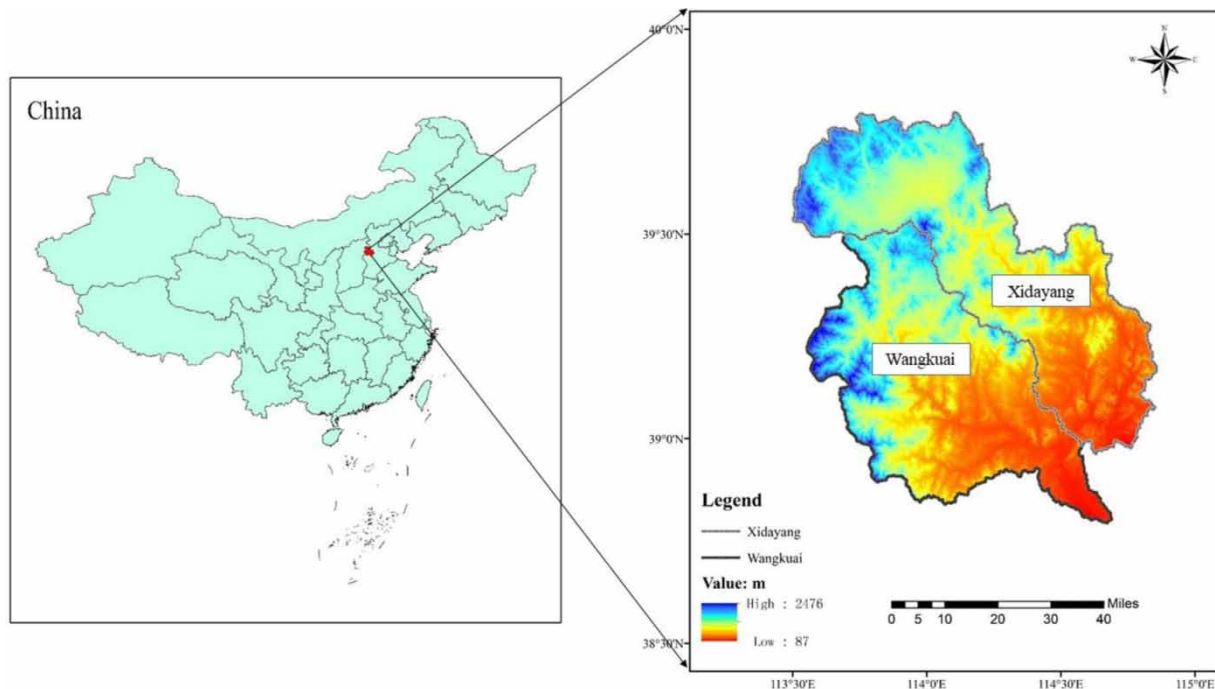 China
40°0'N
39°30'N
39°0'N
38°30'N
N
W E
S
Xidayang
Wangkuai
Legend
Xidayang
Wangkuai
Value: m
High : 2476
Low : 87
Miles
0 5 10 20 30 40
113°30'E 114°0'E 114°30'E 115°0'E